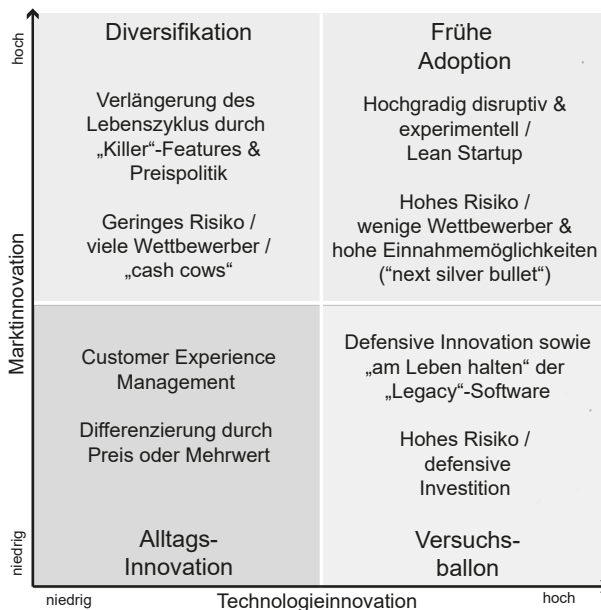 hoch
Marktinnovation
niedrig
Diversifikation
Verlängerung des
Lebenszyklus durch
„Killer“-Features &
Preispolitik
Geringes Risiko /
viele Wettbewerber /
„cash cows“
Frühe
Adoption
Hochgradig disruptiv &
experimentell /
Lean Startup
Hohes Risiko /
wenige Wettbewerber &
hohe Einnahmemöglichkeiten
(“next silver bullet“)
Customer Experience
Management
Differenzierung durch
Preis oder Mehrwert
Alltags-
Innovation
Defensive Innovation sowie
„am Leben halten“ der
„Legacy“-Software
Hohes Risiko /
defensive
Investition
Versuchs-
ballon
niedrig
Technologieinnovation
hoch